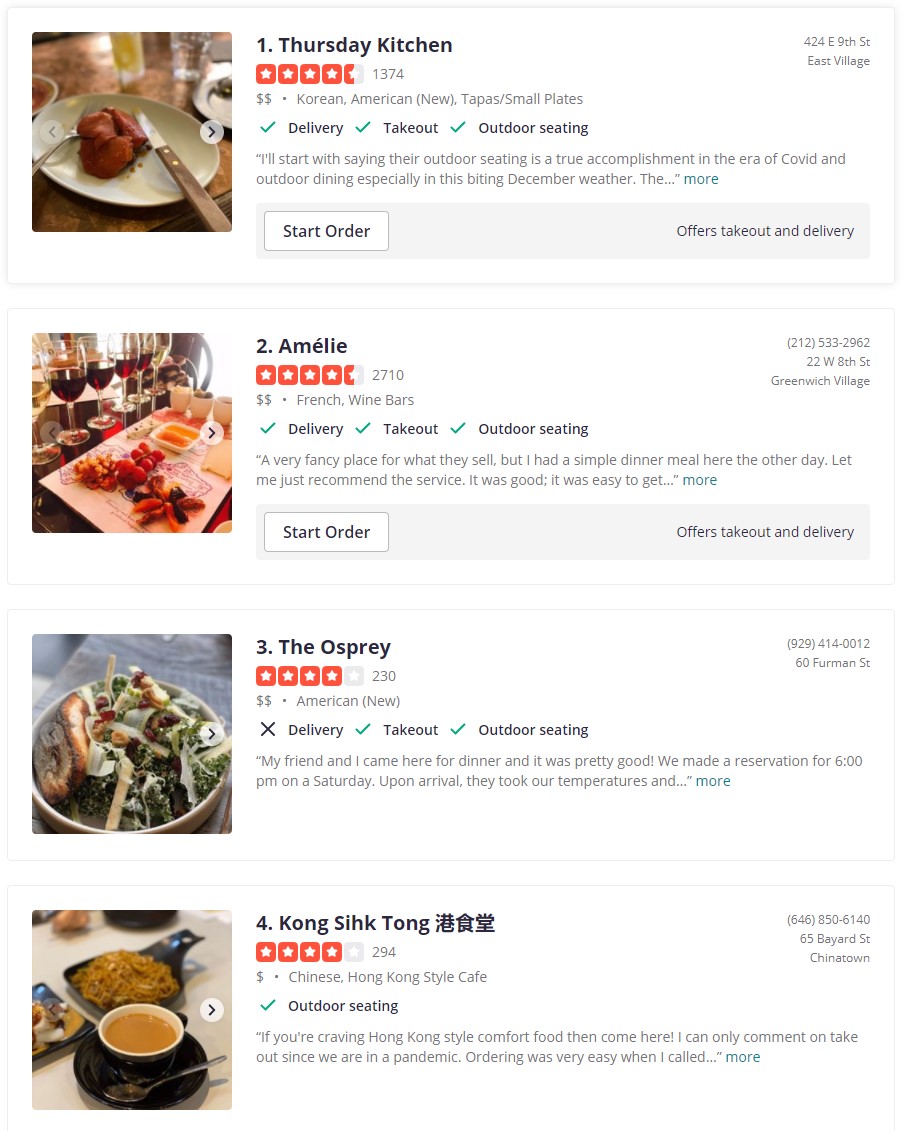 1. Thursday Kitchen
424 E 9th St
East Village
1374
$$ • Korean, American (New), Tapas/Small Plates
Delivery Takeout Outdoor seating
“I'll start with saying their outdoor seating is a true accomplishment in the era of Covid and
outdoor dining especially in this biting December weather. The…” more
Start Order Offers takeout and delivery
2. Amélie
(212) 533-2962
22 W 8th St
Greenwich Village
2710
$$ • French, Wine Bars
Delivery Takeout Outdoor seating
“A very fancy place for what they sell, but I had a simple dinner meal here the other day. Let
me just recommend the service. It was good; it was easy to get…” more
Start Order Offers takeout and delivery
3. The Osprey
(929) 414-0012
60 Furman St
230
$$ • American (New)
Delivery Takeout Outdoor seating
“My friend and I came here for dinner and it was pretty good! We made a reservation for 6:00
pm on a Saturday. Upon arrival, they took our temperatures and…” more
4. Kong Sihk Tong 港食堂
(646) 850-6140
65 Bayard St
Chinatown
294
$ • Chinese, Hong Kong Style Cafe
Outdoor seating
“If you're craving Hong Kong style comfort food then come here! I can only comment on take
out since we are in a pandemic. Ordering was very easy when I called…” more